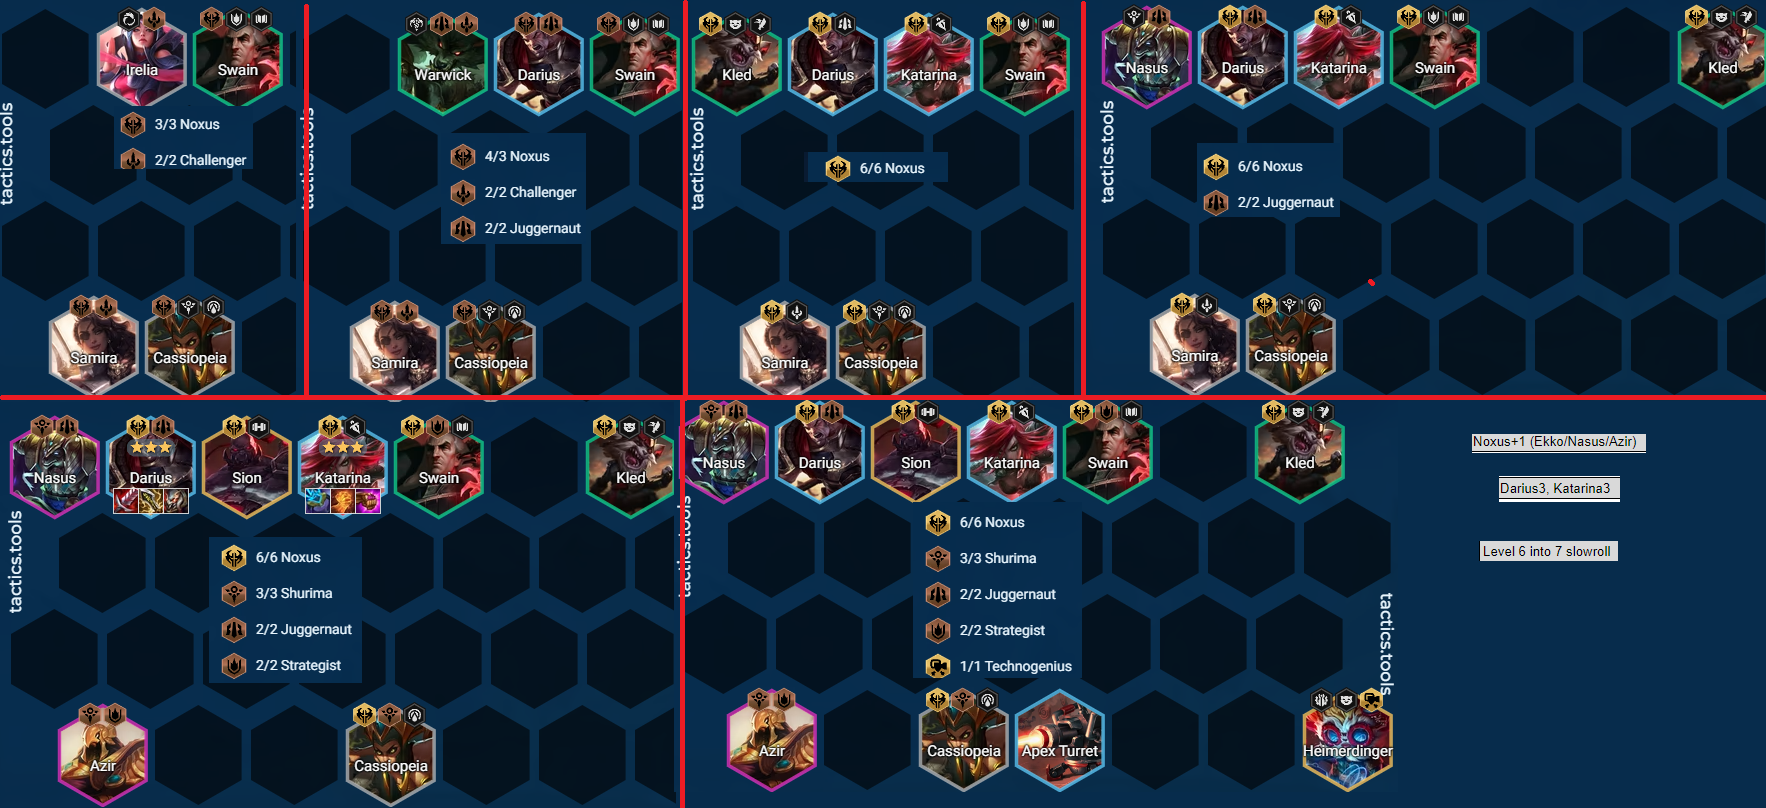 Irelia
Swain
3/3 Noxus
2/2 Challenger
Samira
Cassiopeia
tactics.tools
Warwick
Darius
Swain
4/3 Noxus
2/2 Challenger
2/2 Juggernaut
Samira
Cassiopeia
tactics.tools
Kled
Darius
Katarina
Swain
6/6 Noxus
Samira
Cassiopeia
tactics.tools
Nasus
Darius
Katarina
Swain
Kled
6/6 Noxus
2/2 Juggernaut
Samira
Cassiopeia
tactics.tools
Nasus
Darius
Sion
Katarina
Swain
Kled
6/6 Noxus
3/3 Shurima
2/2 Juggernaut
2/2 Strategist
Azir
Cassiopeia
tactics.tools
Nasus
Darius
Sion
Katarina
Swain
Kled
6/6 Noxus
3/3 Shurima
2/2 Juggernaut
2/2 Strategist
1/1 Technogenius
Azir
Cassiopeia
Apex Turret
Heimerdinger
tactics.tools
tactics.tools
Noxus+1 (Ekko/Nasus/Azir)
Darius3, Katarina3
Level 6 into 7 slowroll